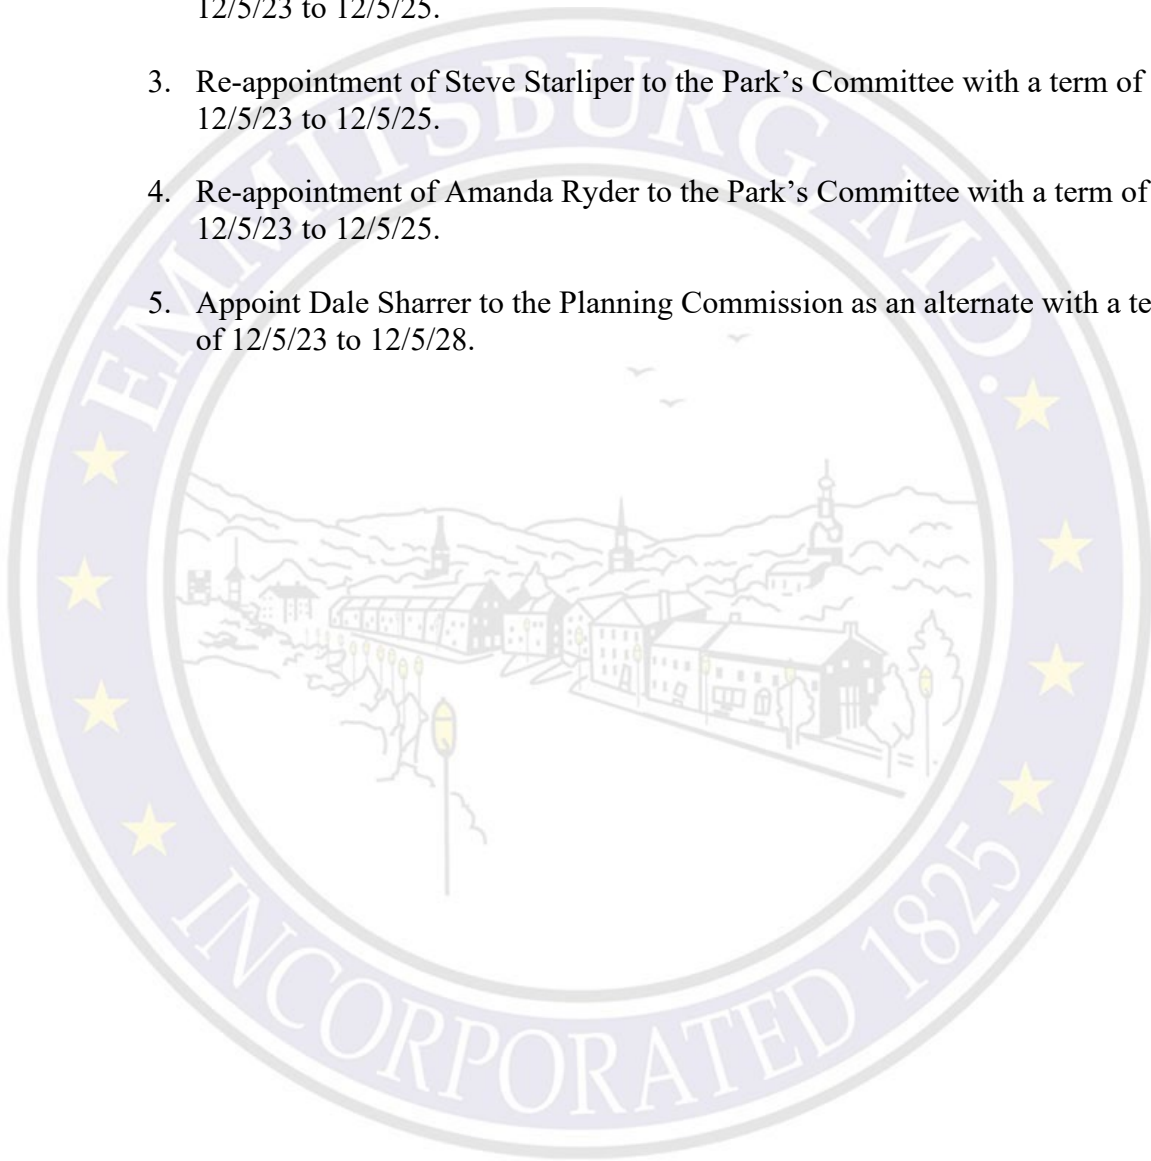 12/5/23 to 12/5/25.
3. Re-appointment of Steve Starliper to the Park’s Committee with a term of
12/5/23 to 12/5/25.
4. Re-appointment of Amanda Ryder to the Park’s Committee with a term of
12/5/23 to 12/5/25.
5. Appoint Dale Sharrer to the Planning Commission as an alternate with a te
of 12/5/23 to 12/5/28.
EMMITSBURG, MD.
INCORPORATED 1825